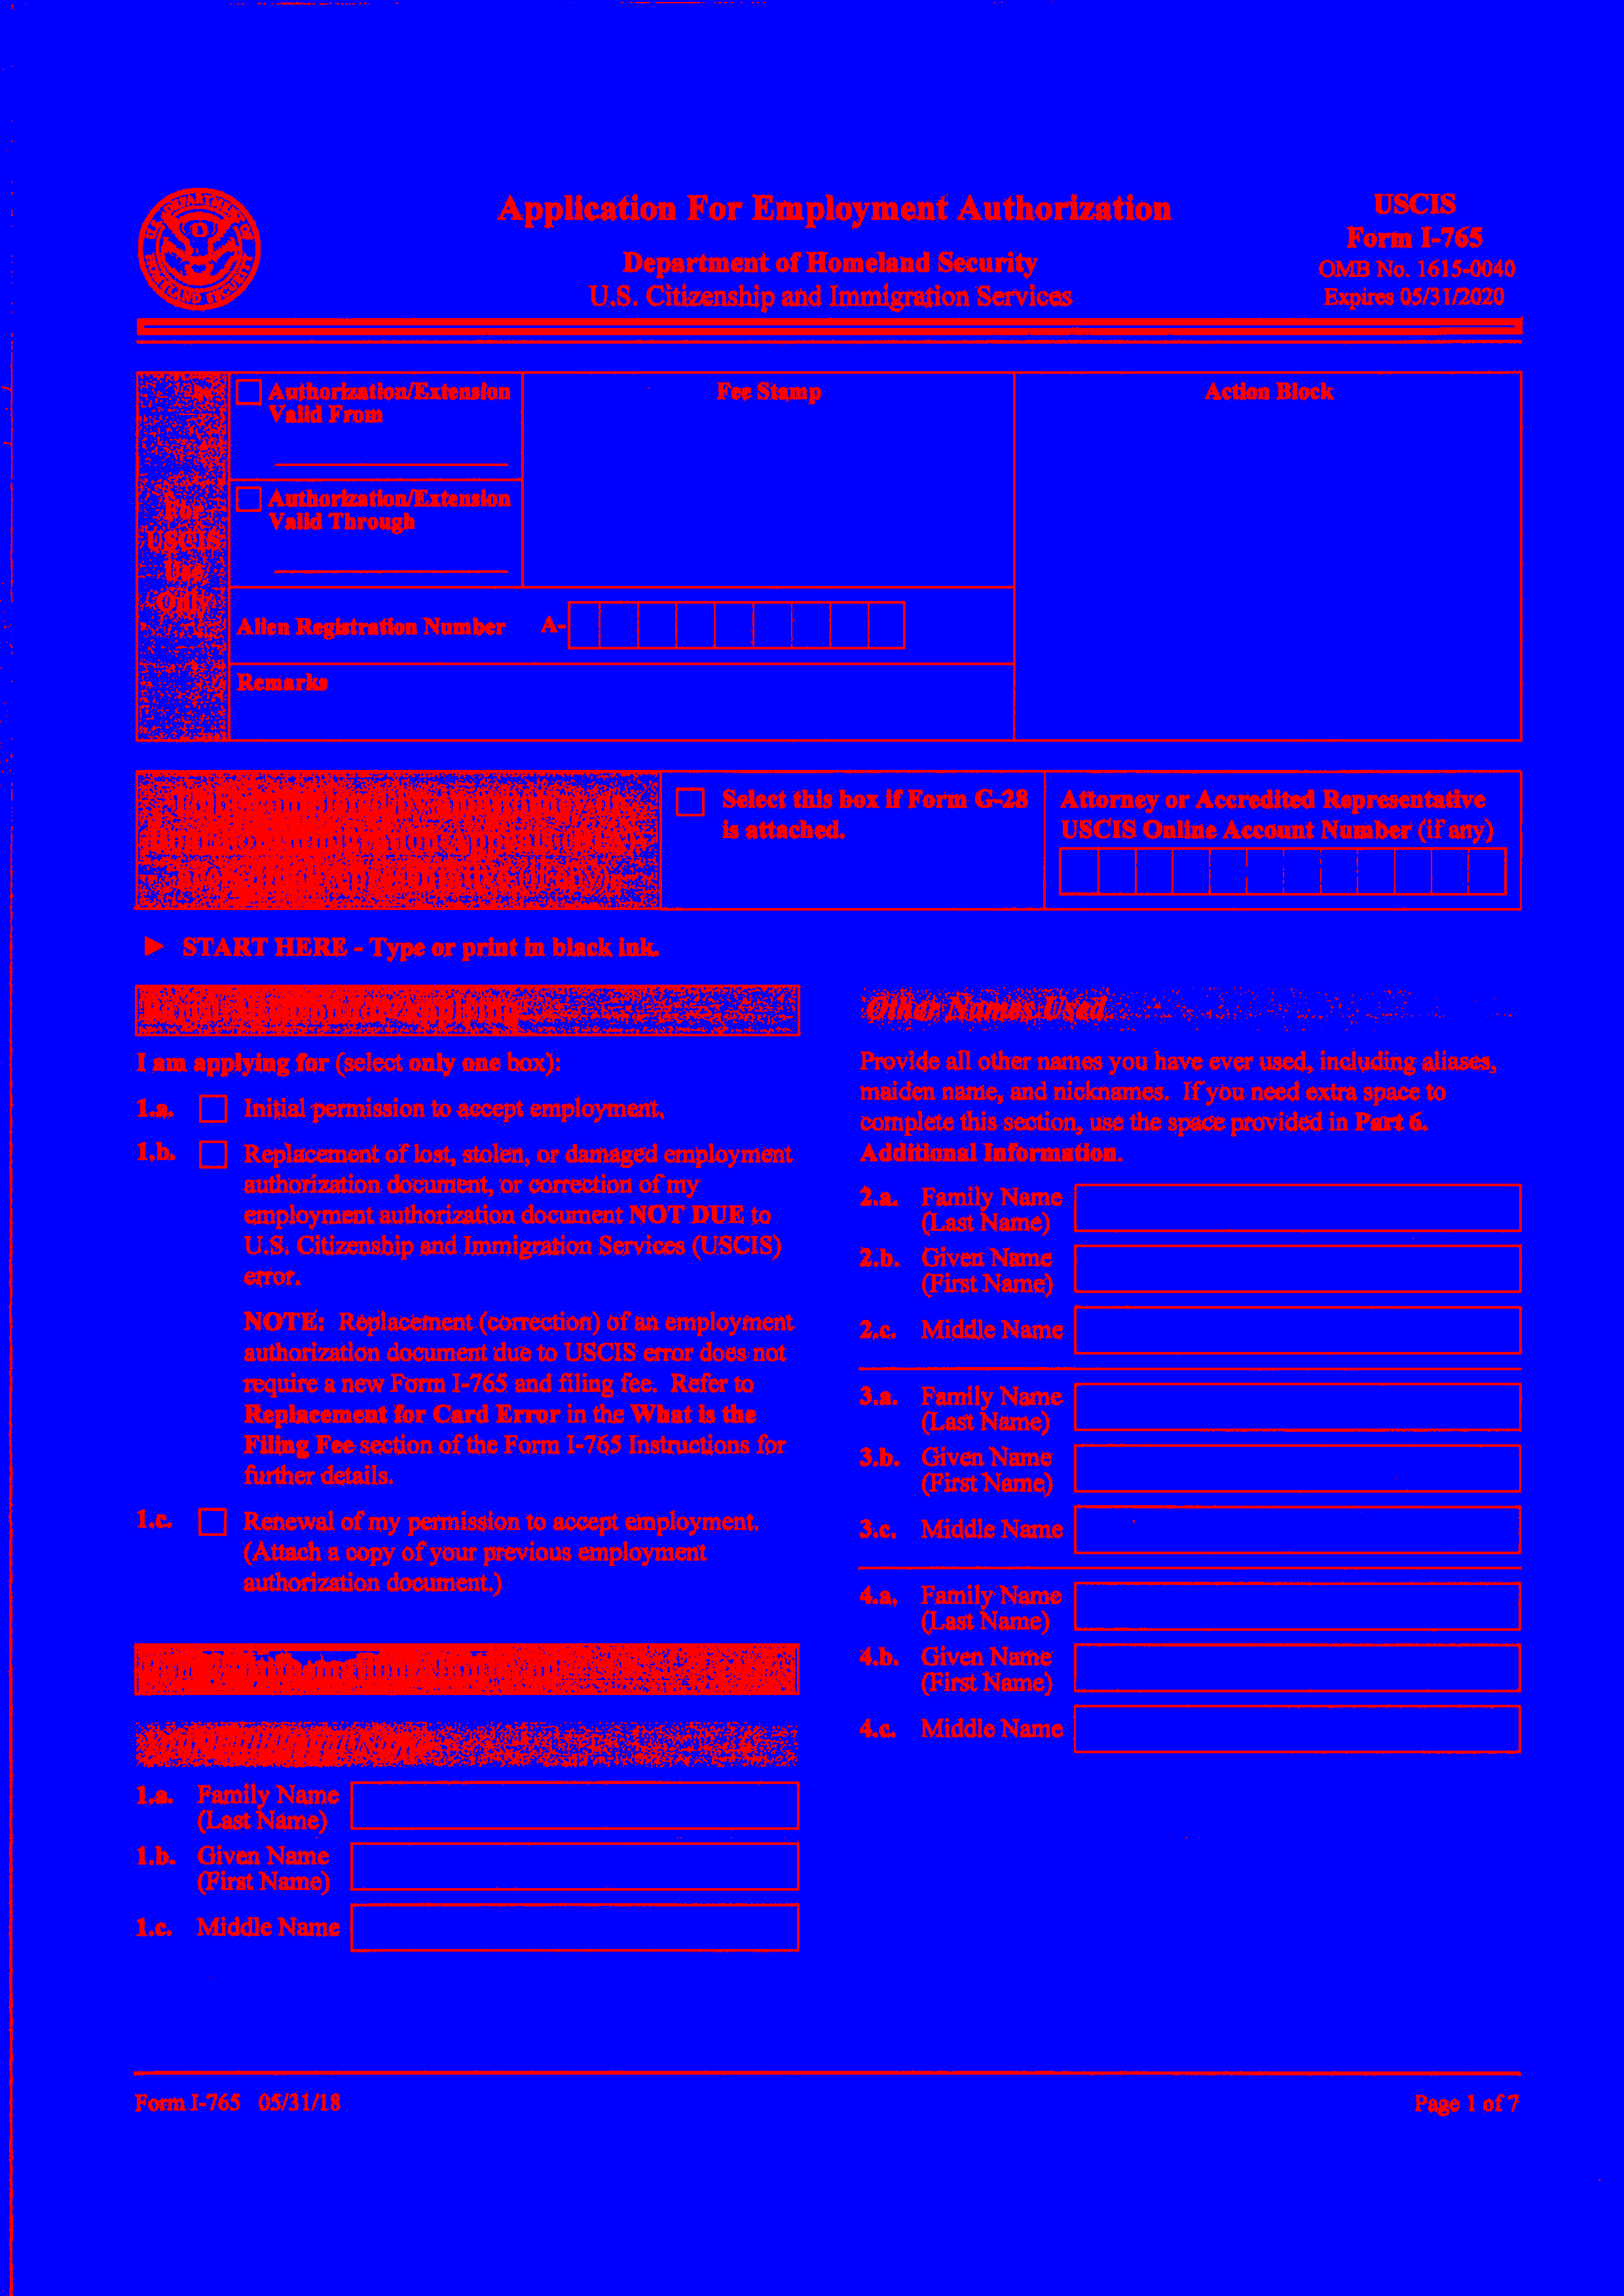 U.S. DEPARTMENT OF HOMELAND SECURITY
Application For Employment Authorization
Department of Homeland Security
U.S. Citizenship and Immigration Services
USCIS
Form I-765
OMB No. 1615-0040
Expires 05/31/2020
For
USCIS
Use
Only
Authorization/Extension
Valid From
Authorization/Extension
Valid Through
Fee Stamp
Action Block
Alien Registration Number A-
Remarks
Select this box if Form G-28
is attached.
Attorney or Accredited Representative
USCIS Online Account Number (if any)
► START HERE - Type or print in black ink.
I am applying for (select only one box):
1.a. Initial permission to accept employment.
1.b. Replacement of lost, stolen, or damaged employment
authorization document, or correction of my
employment authorization document NOT DUE to
U.S. Citizenship and Immigration Services (USCIS)
error.
NOTE: Replacement (correction) of an employment
authorization document due to USCIS error does not
require a new Form I-765 and filing fee. Refer to
Replacement for Card Error in the What is the
Filing Fee section of the Form I-765 Instructions for
further details.
1.c. Renewal of my permission to accept employment.
(Attach a copy of your previous employment
authorization document.)
1.a. Family Name
(Last Name)
1.b. Given Name
(First Name)
1.c. Middle Name
Other Names Used
Provide all other names you have ever used, including aliases,
maiden name, and nicknames. If you need extra space to
complete this section, use the space provided in Part 6.
Additional Information.
2.a. Family Name
(Last Name)
2.b. Given Name
(First Name)
2.c. Middle Name
3.a. Family Name
(Last Name)
3.b. Given Name
(First Name)
3.c. Middle Name
4.a. Family Name
(Last Name)
4.b. Given Name
(First Name)
4.c. Middle Name
Form I-765 05/31/18
Page 1 of 7